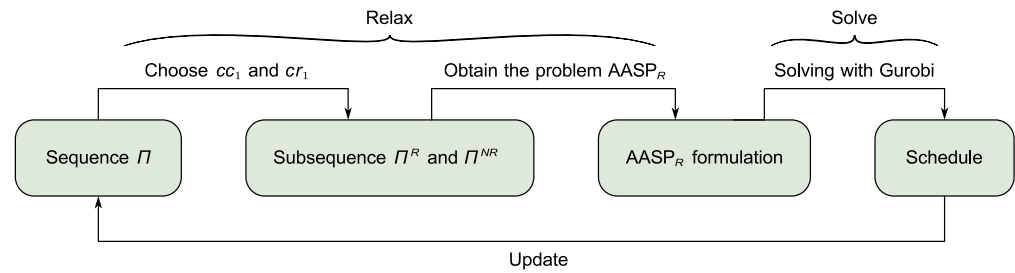 Relax
Solve
Choose cc₁ and cr₁
Obtain the problem AASP_R
Solving with Gurobi
Sequence Π
Subsequence Π^R and Π^NR
AASP_R formulation
Schedule
Update